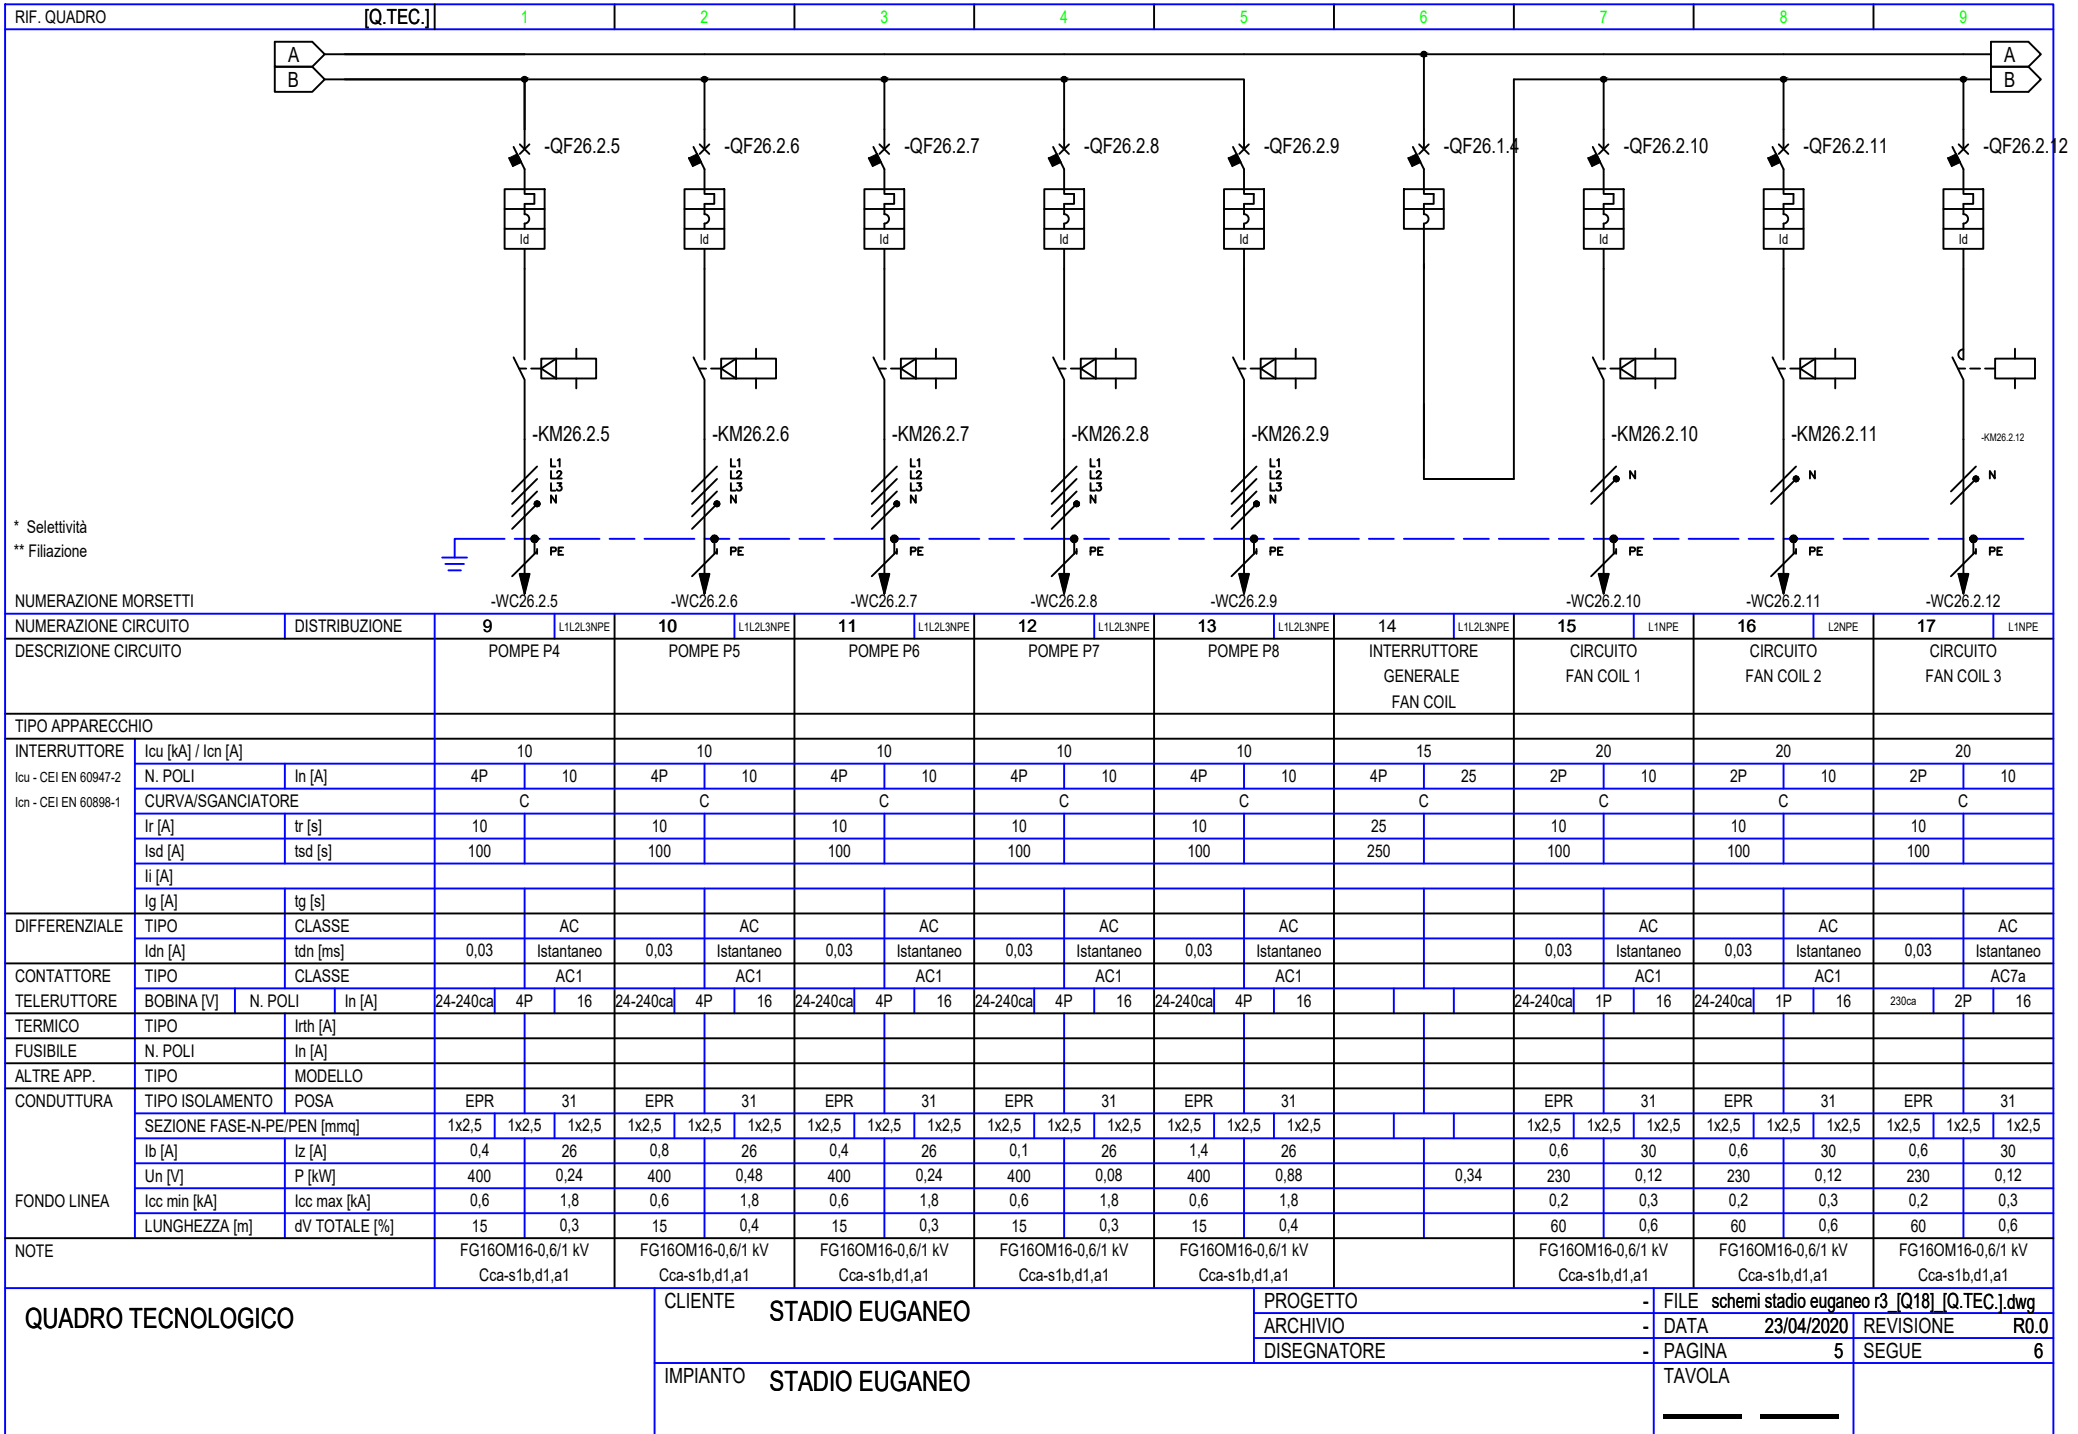 RIF. QUADRO [Q.TEC.] 1 2 3 4 5 6 7 8 9
A A
B B
-QF26.2.5 -QF26.2.6 -QF26.2.7 -QF26.2.8 -QF26.2.9 -QF26.1.4 -QF26.2.10 -QF26.2.11 -QF26.2.12
Id Id Id Id Id Id Id Id
-KM26.2.5 -KM26.2.6 -KM26.2.7 -KM26.2.8 -KM26.2.9 -KM26.2.10 -KM26.2.11 -KM26.2.12
L1 L1 L1 L1 L1
L2 L2 L2 L2 L2 N N N
L3 L3 L3 L3 L3
N N N N N
* Selettività
** Filiazione PE PE PE PE PE PE PE PE
NUMERAZIONE MORSETTI -WC26.2.5 -WC26.2.6 -WC26.2.7 -WC26.2.8 -WC26.2.9 -WC26.2.10 -WC26.2.11 -WC26.2.12
NUMERAZIONE CIRCUITO DISTRIBUZIONE 9 L1L2L3NPE 10 L1L2L3NPE 11 L1L2L3NPE 12 L1L2L3NPE 13 L1L2L3NPE 14 L1L2L3NPE 15 L1NPE 16 L2NPE 17 L1NPE
DESCRIZIONE CIRCUITO POMPE P4 POMPE P5 POMPE P6 POMPE P7 POMPE P8 INTERRUTTORE CIRCUITO CIRCUITO CIRCUITO
GENERALE FAN COIL 1 FAN COIL 2 FAN COIL 3
FAN COIL
TIPO APPARECCHIO
INTERRUTTORE Icu [kA] / Icn [A] 10 10 10 10 10 15 20 20 20
Icu - CEI EN 60947-2 N. POLI In [A] 4P 10 4P 10 4P 10 4P 10 4P 10 4P 25 2P 10 2P 10 2P 10
Icn - CEI EN 60898-1 CURVA/SGANCIATORE C C C C C C C C C
Ir [A] tr [s] 10 10 10 10 10 25 10 10 10
Isd [A] tsd [s] 100 100 100 100 100 250 100 100 100
Ii [A]
Ig [A] tg [s]
DIFFERENZIALE TIPO CLASSE AC AC AC AC AC AC AC AC
Idn [A] tdn [ms] 0,03 Istantaneo 0,03 Istantaneo 0,03 Istantaneo 0,03 Istantaneo 0,03 Istantaneo 0,03 Istantaneo 0,03 Istantaneo 0,03 Istantaneo
CONTATTORE TIPO CLASSE AC1 AC1 AC1 AC1 AC1 AC1 AC1 AC7a
TELERUTTORE BOBINA [V] N. POLI In [A] 24-240ca 4P 16 24-240ca 4P 16 24-240ca 4P 16 24-240ca 4P 16 24-240ca 4P 16 24-240ca 1P 16 24-240ca 1P 16 230ca 2P 16
TERMICO TIPO Irth [A]
FUSIBILE N. POLI In [A]
ALTRE APP. TIPO MODELLO
CONDUTTURA TIPO ISOLAMENTO POSA EPR 31 EPR 31 EPR 31 EPR 31 EPR 31 EPR 31 EPR 31 EPR 31
SEZIONE FASE-N-PE/PEN [mmq] 1x2,5 1x2,5 1x2,5 1x2,5 1x2,5 1x2,5 1x2,5 1x2,5 1x2,5 1x2,5 1x2,5 1x2,5 1x2,5 1x2,5 1x2,5 1x2,5 1x2,5 1x2,5 1x2,5 1x2,5 1x2,5 1x2,5 1x2,5 1x2,5
Ib [A] Iz [A] 0,4 26 0,8 26 0,4 26 0,1 26 1,4 26 0,6 30 0,6 30 0,6 30
Un [V] P [kW] 400 0,24 400 0,48 400 0,24 400 0,08 400 0,88 0,34 230 0,12 230 0,12 230 0,12
FONDO LINEA Icc min [kA] Icc max [kA] 0,6 1,8 0,6 1,8 0,6 1,8 0,6 1,8 0,6 1,8 0,2 0,3 0,2 0,3 0,2 0,3
LUNGHEZZA [m] dV TOTALE [%] 15 0,3 15 0,4 15 0,3 15 0,3 15 0,4 60 0,6 60 0,6 60 0,6
NOTE FG16OM16-0,6/1 kV FG16OM16-0,6/1 kV FG16OM16-0,6/1 kV FG16OM16-0,6/1 kV FG16OM16-0,6/1 kV FG16OM16-0,6/1 kV FG16OM16-0,6/1 kV FG16OM16-0,6/1 kV
Cca-s1b,d1,a1 Cca-s1b,d1,a1 Cca-s1b,d1,a1 Cca-s1b,d1,a1 Cca-s1b,d1,a1 Cca-s1b,d1,a1 Cca-s1b,d1,a1 Cca-s1b,d1,a1
QUADRO TECNOLOGICO
CLIENTE STADIO EUGANEO
IMPIANTO STADIO EUGANEO
PROGETTO -
ARCHIVIO -
DISEGNATORE -
FILE schemi stadio euganeo r3_[Q18]_[Q.TEC.].dwg
DATA 23/04/2020 REVISIONE R0.0
PAGINA 5 SEGUE 6
TAVOLA